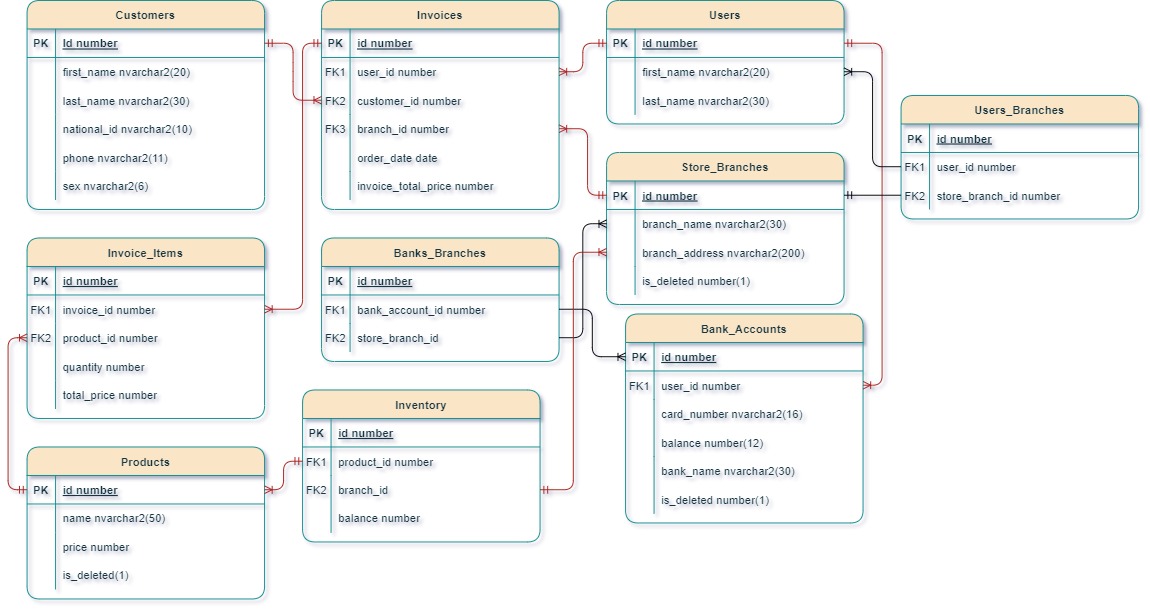 Customers
PK Id number
first_name nvarchar2(20)
last_name nvarchar2(30)
national_id nvarchar2(10)
phone nvarchar2(11)
sex nvarchar2(6)
Invoices
PK id number
FK1 user_id number
FK2 customer_id number
FK3 branch_id number
order_date date
invoice_total_price number
Users
PK id number
first_name nvarchar2(20)
last_name nvarchar2(30)
Users_Branches
PK id number
FK1 user_id number
FK2 store_branch_id number
Store_Branches
PK id number
branch_name nvarchar2(30)
branch_address nvarchar2(200)
is_deleted number(1)
Invoice_Items
PK id number
FK1 invoice_id number
FK2 product_id number
quantity number
total_price number
Banks_Branches
PK id number
FK1 bank_account_id number
FK2 store_branch_id
Bank_Accounts
PK id number
FK1 user_id number
card_number nvarchar2(16)
balance number(12)
bank_name nvarchar2(30)
is_deleted number(1)
Inventory
PK id number
FK1 product_id number
FK2 branch_id
balance number
Products
PK id number
name nvarchar2(50)
price number
is_deleted(1)